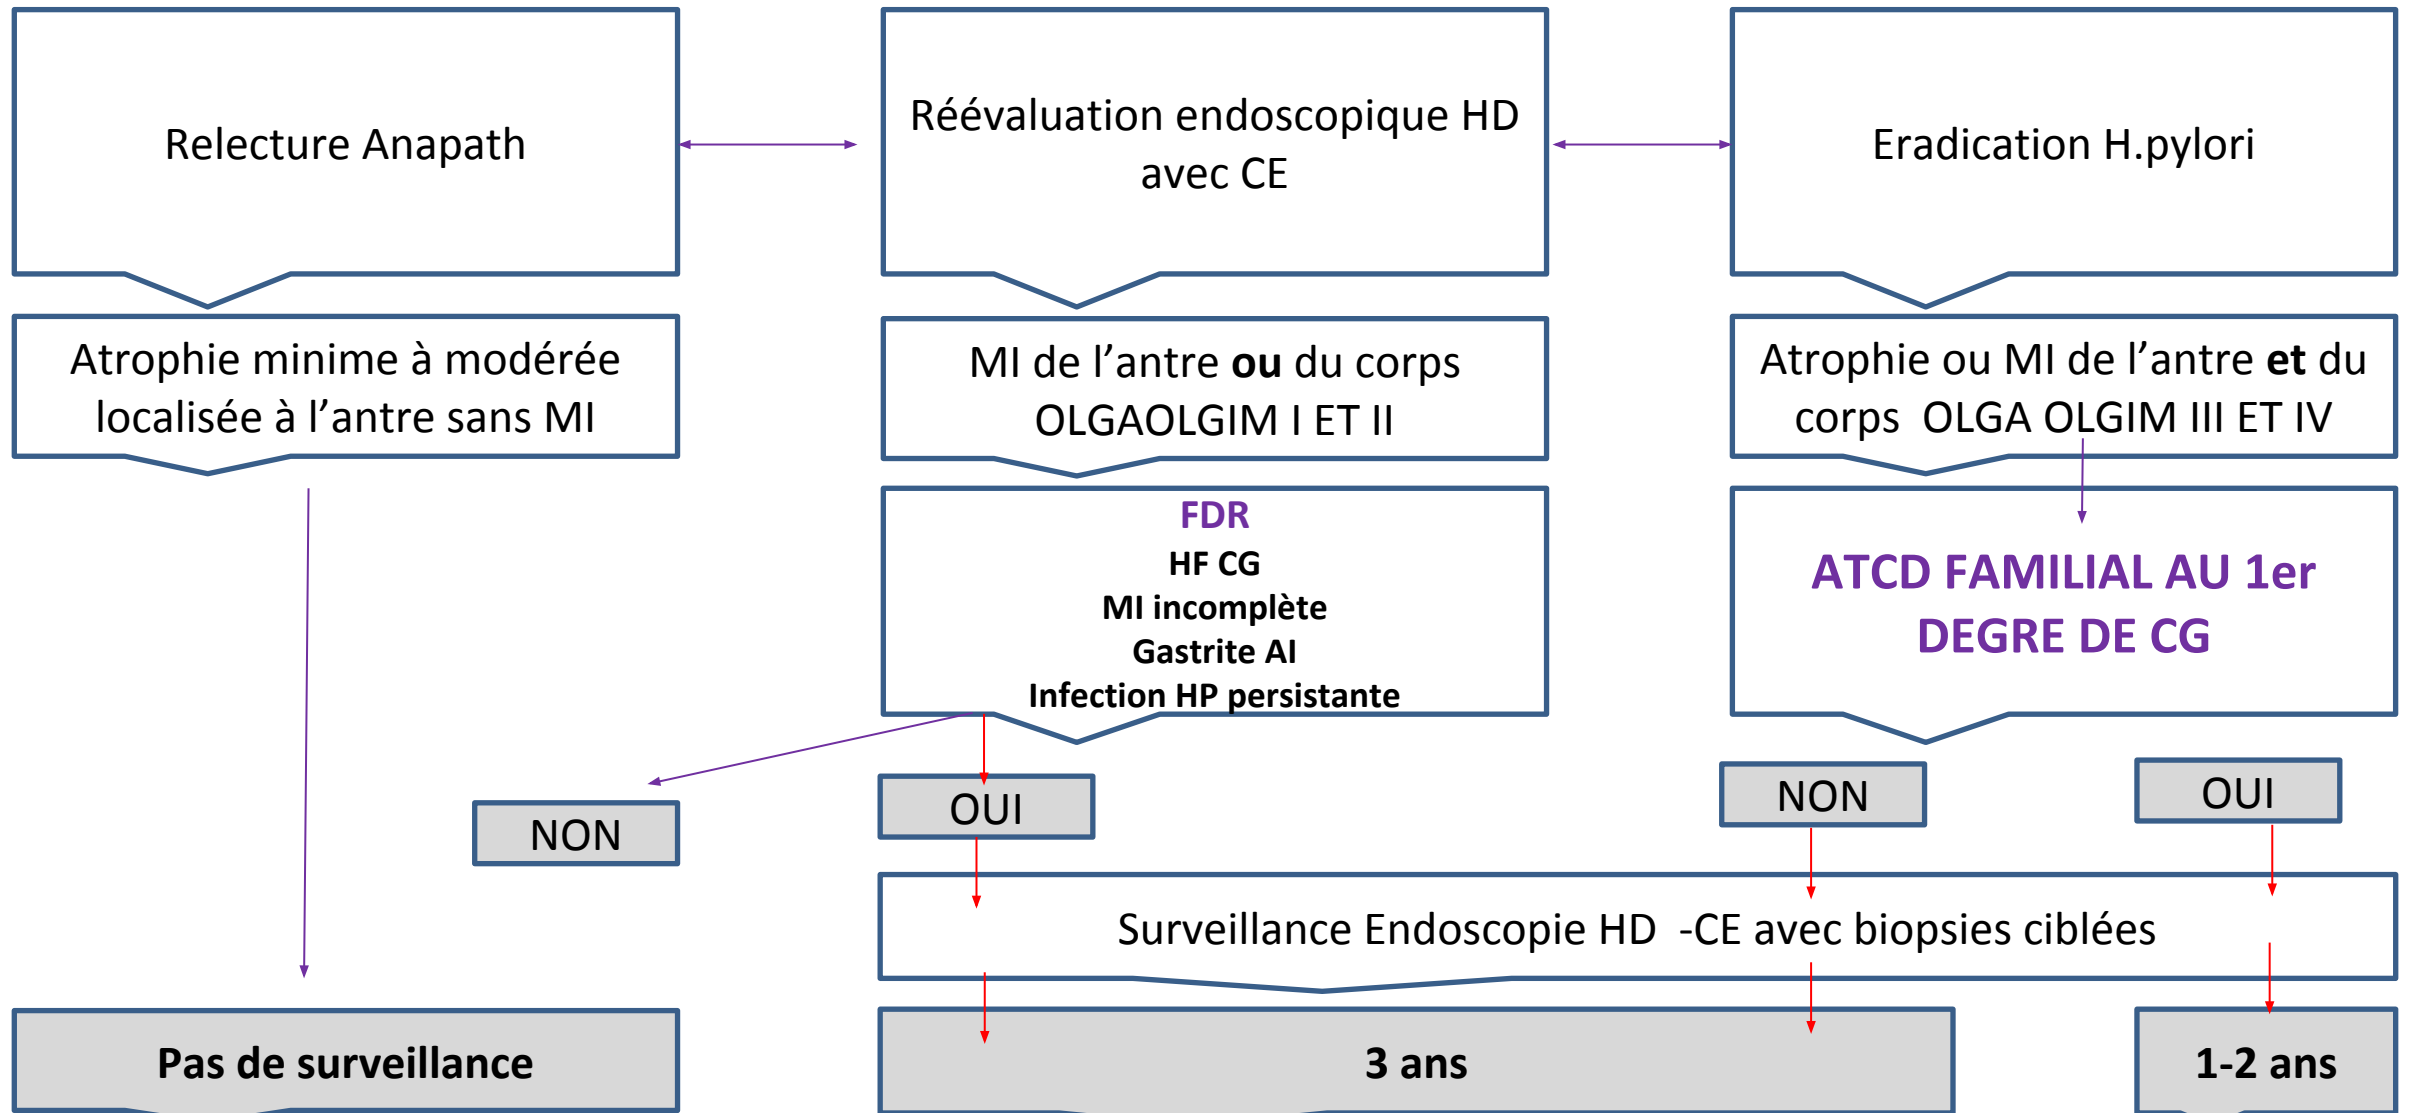 Relecture Anapath
Réévaluation endoscopique HD
avec CE
Eradication H.pylori
Atrophie minime à modérée
localisée à l’antre sans MI
MI de l’antre ou du corps
OLGAOLGIM I ET II
Atrophie ou MI de l’antre et du
corps OLGA OLGIM III ET IV
FDR
HF CG
MI incomplète
Gastrite AI
Infection HP persistante
ATCD FAMILIAL AU 1er
DEGRE DE CG
NON
OUI
NON
OUI
Surveillance Endoscopie HD -CE avec biopsies ciblées
Pas de surveillance
3 ans
1-2 ans